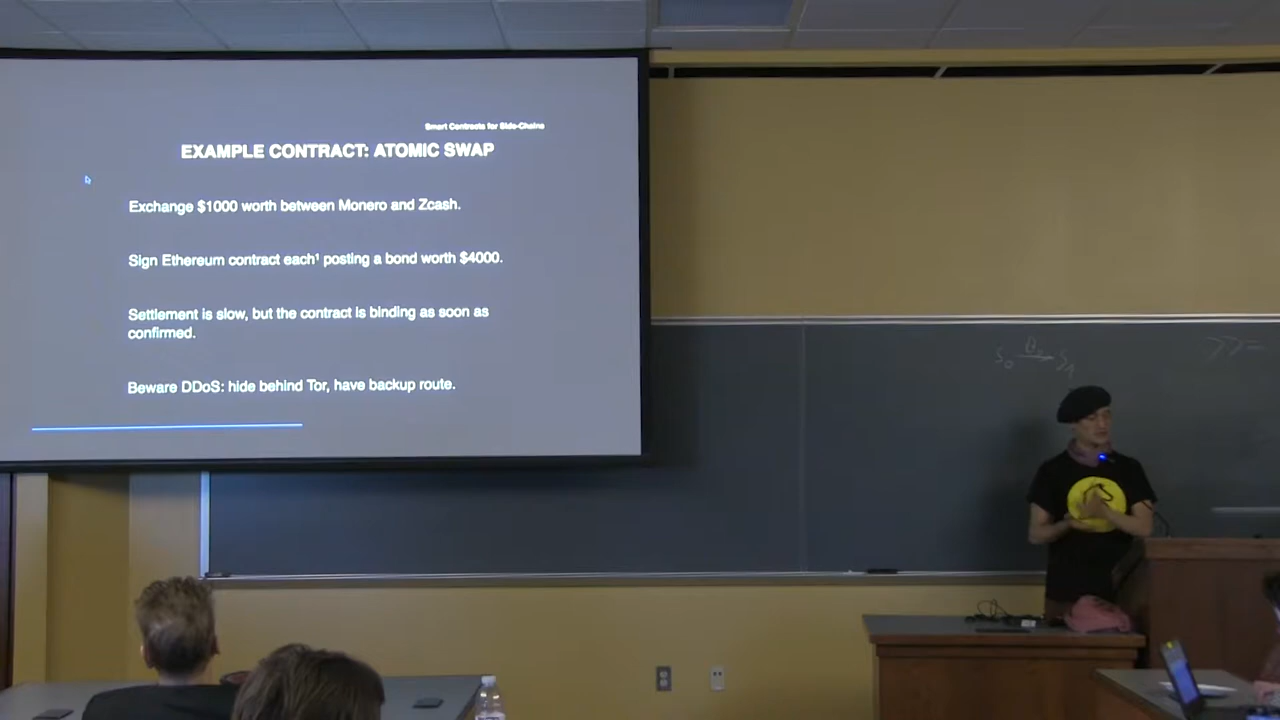 Smart Contracts for Side-Chains
EXAMPLE CONTRACT: ATOMIC SWAP
Exchange $1000 worth between Monero and Zcash.
Sign Ethereum contract each¹ posting a bond worth $4000.
Settlement is slow, but the contract is binding as soon as
confirmed.
Beware DDoS: hide behind Tor, have backup route.